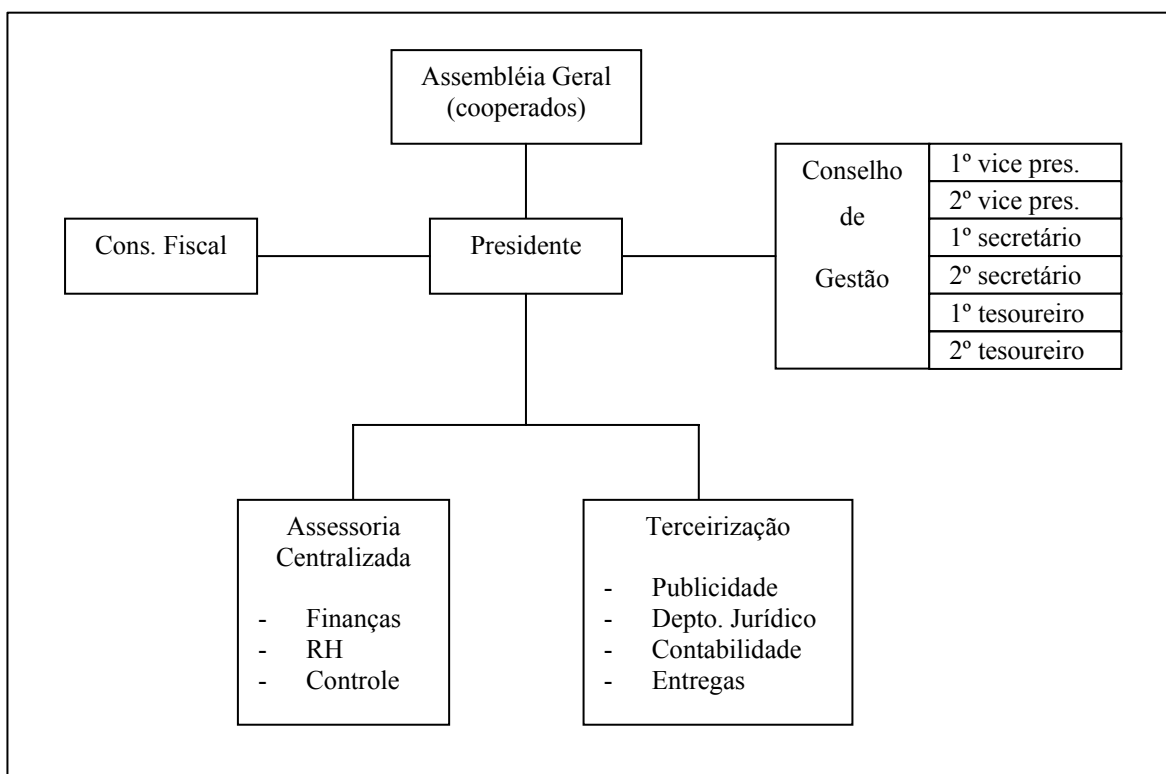 Assembléia Geral
(cooperados)
Conselho
de
Gestão
1º vice pres.
2º vice pres.
1º secretário
2º secretário
1º tesoureiro
2º tesoureiro
Cons. Fiscal
Presidente
Assessoria
Centralizada
- Finanças
- RH
- Controle
Terceirização
- Publicidade
- Depto. Jurídico
- Contabilidade
- Entregas